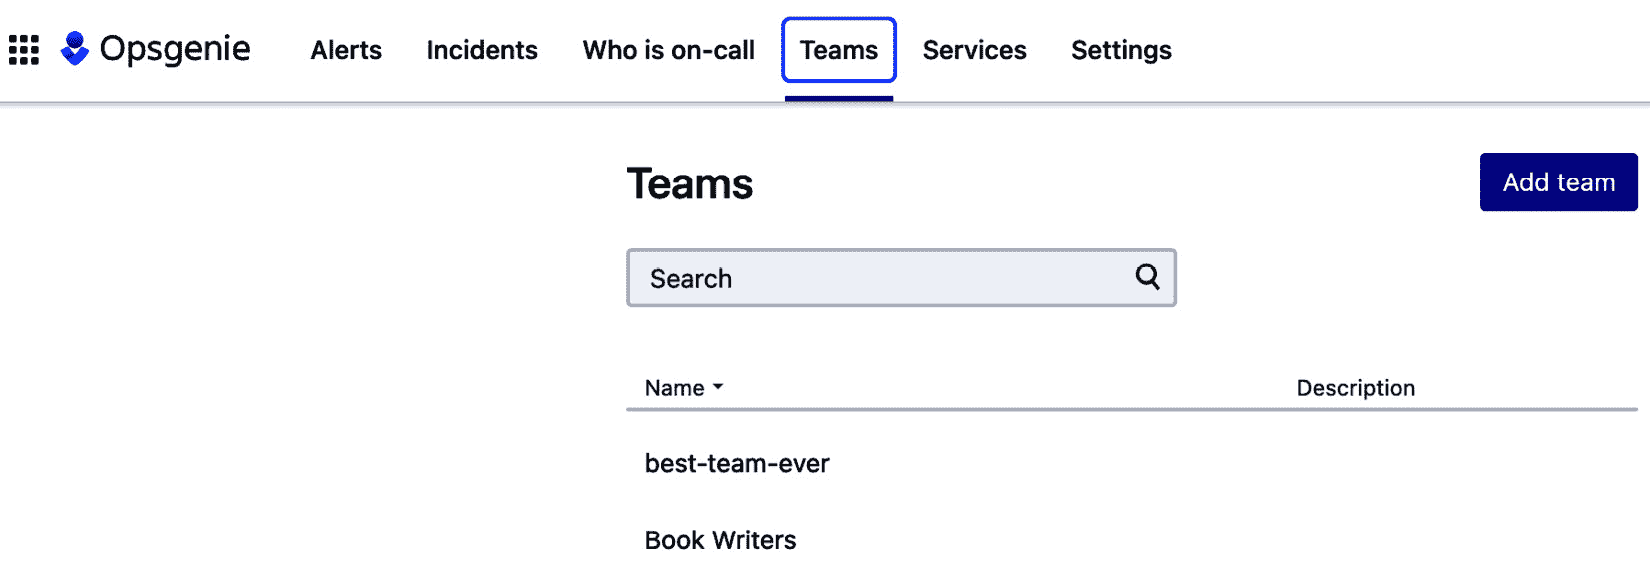 Opsgenie Alerts Incidents Who is on-call Teams Services Settings
Teams
Add team
Search
Name Description
best-team-ever
Book Writers